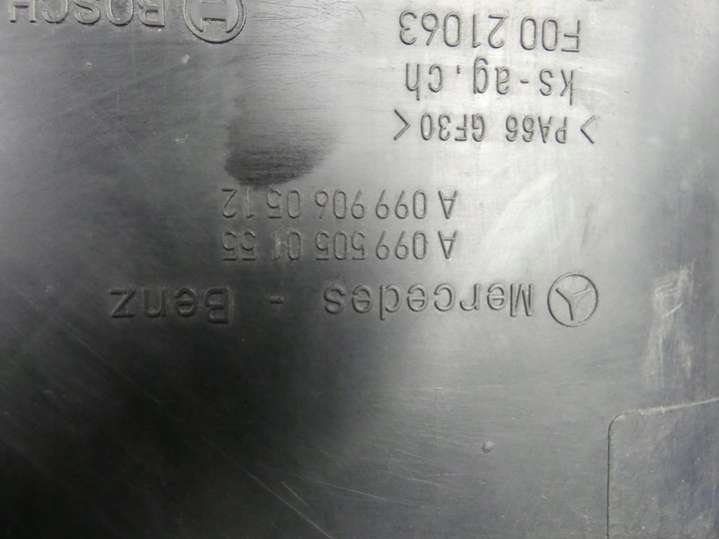 Mercedes - Benz
A 099 505 01 55
A 099 906 05 12
>PA66 GF30<
ks-ag.ch
F00 21063
BOSCH